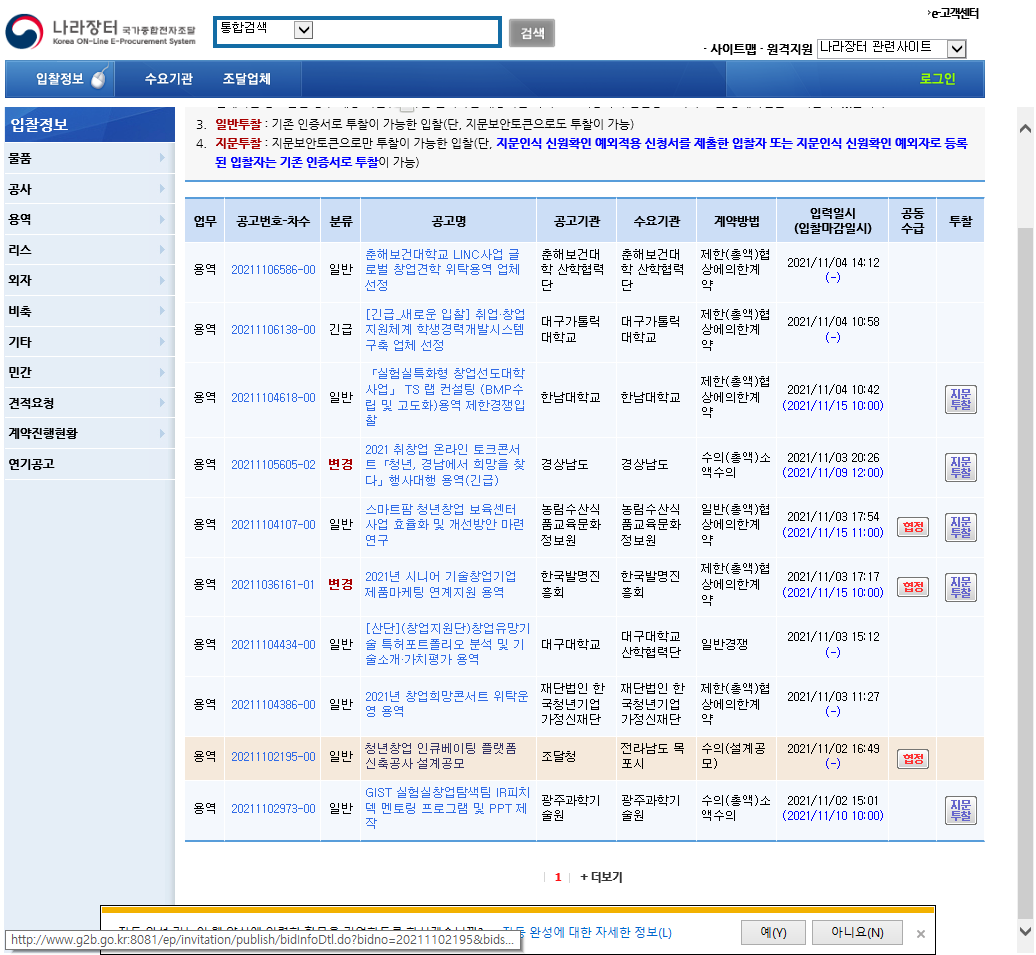 ›e-고객센터
나라장터 국가종합전자조달
Korea ON-Line E-Procurement System
통합검색
검색
· 사이트맵 · 원격지원
나라장터 관련사이트
입찰정보
수요기관
조달업체
로그인
입찰정보
물품
공사
용역
리스
외자
비축
기타
민간
견적요청
계약진행현황
연기공고
3. 일반투찰 : 기존 인증서로 투찰이 가능한 입찰(단, 지문보안토큰으로도 투찰이 가능)
4. 지문투찰 : 지문보안토큰으로만 투찰이 가능한 입찰(단, 지문인식 신원확인 예외적용 신청서를 제출한 입찰자 또는 지문인식 신원확인 예외자로 등록
된 입찰자는 기존 인증서로 투찰이 가능)
업무 공고번호-차수 분류 공고명 공고기관 수요기관 계약방법 입력일시 (입찰마감일시) 공동수급 투찰
용역 20211106586-00 일반 춘해보건대학교 LINC사업 글로벌 창업견학 위탁용역 업체 선정 춘해보건대학 산학협력단 춘해보건대학 산학협력단 제한(총액)협상에의한계약 2021/11/04 14:12 (-)
용역 20211106138-00 긴급 [긴급_새로운 입찰] 취업·창업지원체계 학생경력개발시스템 구축 업체 선정 대구가톨릭대학교 대구가톨릭대학교 제한(총액)협상에의한계약 2021/11/04 10:58 (-)
용역 20211104618-00 일반 「실험실특화형 창업선도대학사업」 TS 랩 컨설팅 (BMP수립 및 고도화)용역 제한경쟁입찰 한남대학교 한남대학교 제한(총액)협상에의한계약 2021/11/04 10:42 (2021/11/15 10:00) 지문투찰
용역 20211105605-02 변경 2021 취창업 온라인 토크콘서트「청년, 경남에서 희망을 찾다」행사대행 용역(긴급) 경상남도 경상남도 수의(총액)소액수의 2021/11/03 20:26 (2021/11/09 12:00) 지문투찰
용역 20211104107-00 일반 스마트팜 청년창업 보육센터 사업 효율화 및 개선방안 마련 연구 농림수산식품교육문화정보원 농림수산식품교육문화정보원 일반(총액)협상에의한계약 2021/11/03 17:54 (2021/11/15 11:00) 협정 지문투찰
용역 20211036161-01 변경 2021년 시니어 기술창업기업 제품마케팅 연계지원 용역 한국발명진흥회 한국발명진흥회 제한(총액)협상에의한계약 2021/11/03 17:17 (2021/11/15 10:00) 협정 지문투찰
용역 20211104434-00 일반 [산단](창업지원단)창업유망기술 특허포트폴리오 분석 및 기술소개·가치평가 용역 대구대학교 대구대학교 산학협력단 일반경쟁 2021/11/03 15:12 (-)
용역 20211104386-00 일반 2021년 창업희망콘서트 위탁운영 용역 재단법인 한국청년기업가정신재단 재단법인 한국청년기업가정신재단 제한(총액)협상에의한계약 2021/11/03 11:27 (-)
용역 20211102195-00 일반 청년창업 인큐베이팅 플랫폼 신축공사 설계공모 조달청 전라남도 목포시 수의(설계공모) 2021/11/02 16:49 (-) 협정
용역 20211102973-00 일반 GIST 실험실창업탐색팀 IR피치덱 멘토링 프로그램 및 PPT 제작 광주과학기술원 광주과학기술원 수의(총액)소액수의 2021/11/02 15:01 (2021/11/10 10:00) 지문투찰
1 + 더보기
완성에 대한 자세한 정보(L)
예(Y)
아니요(N)
×
http://www.g2b.go.kr:8081/ep/invitation/publish/bidInfoDtl.do?bidno=20211102195&bids...